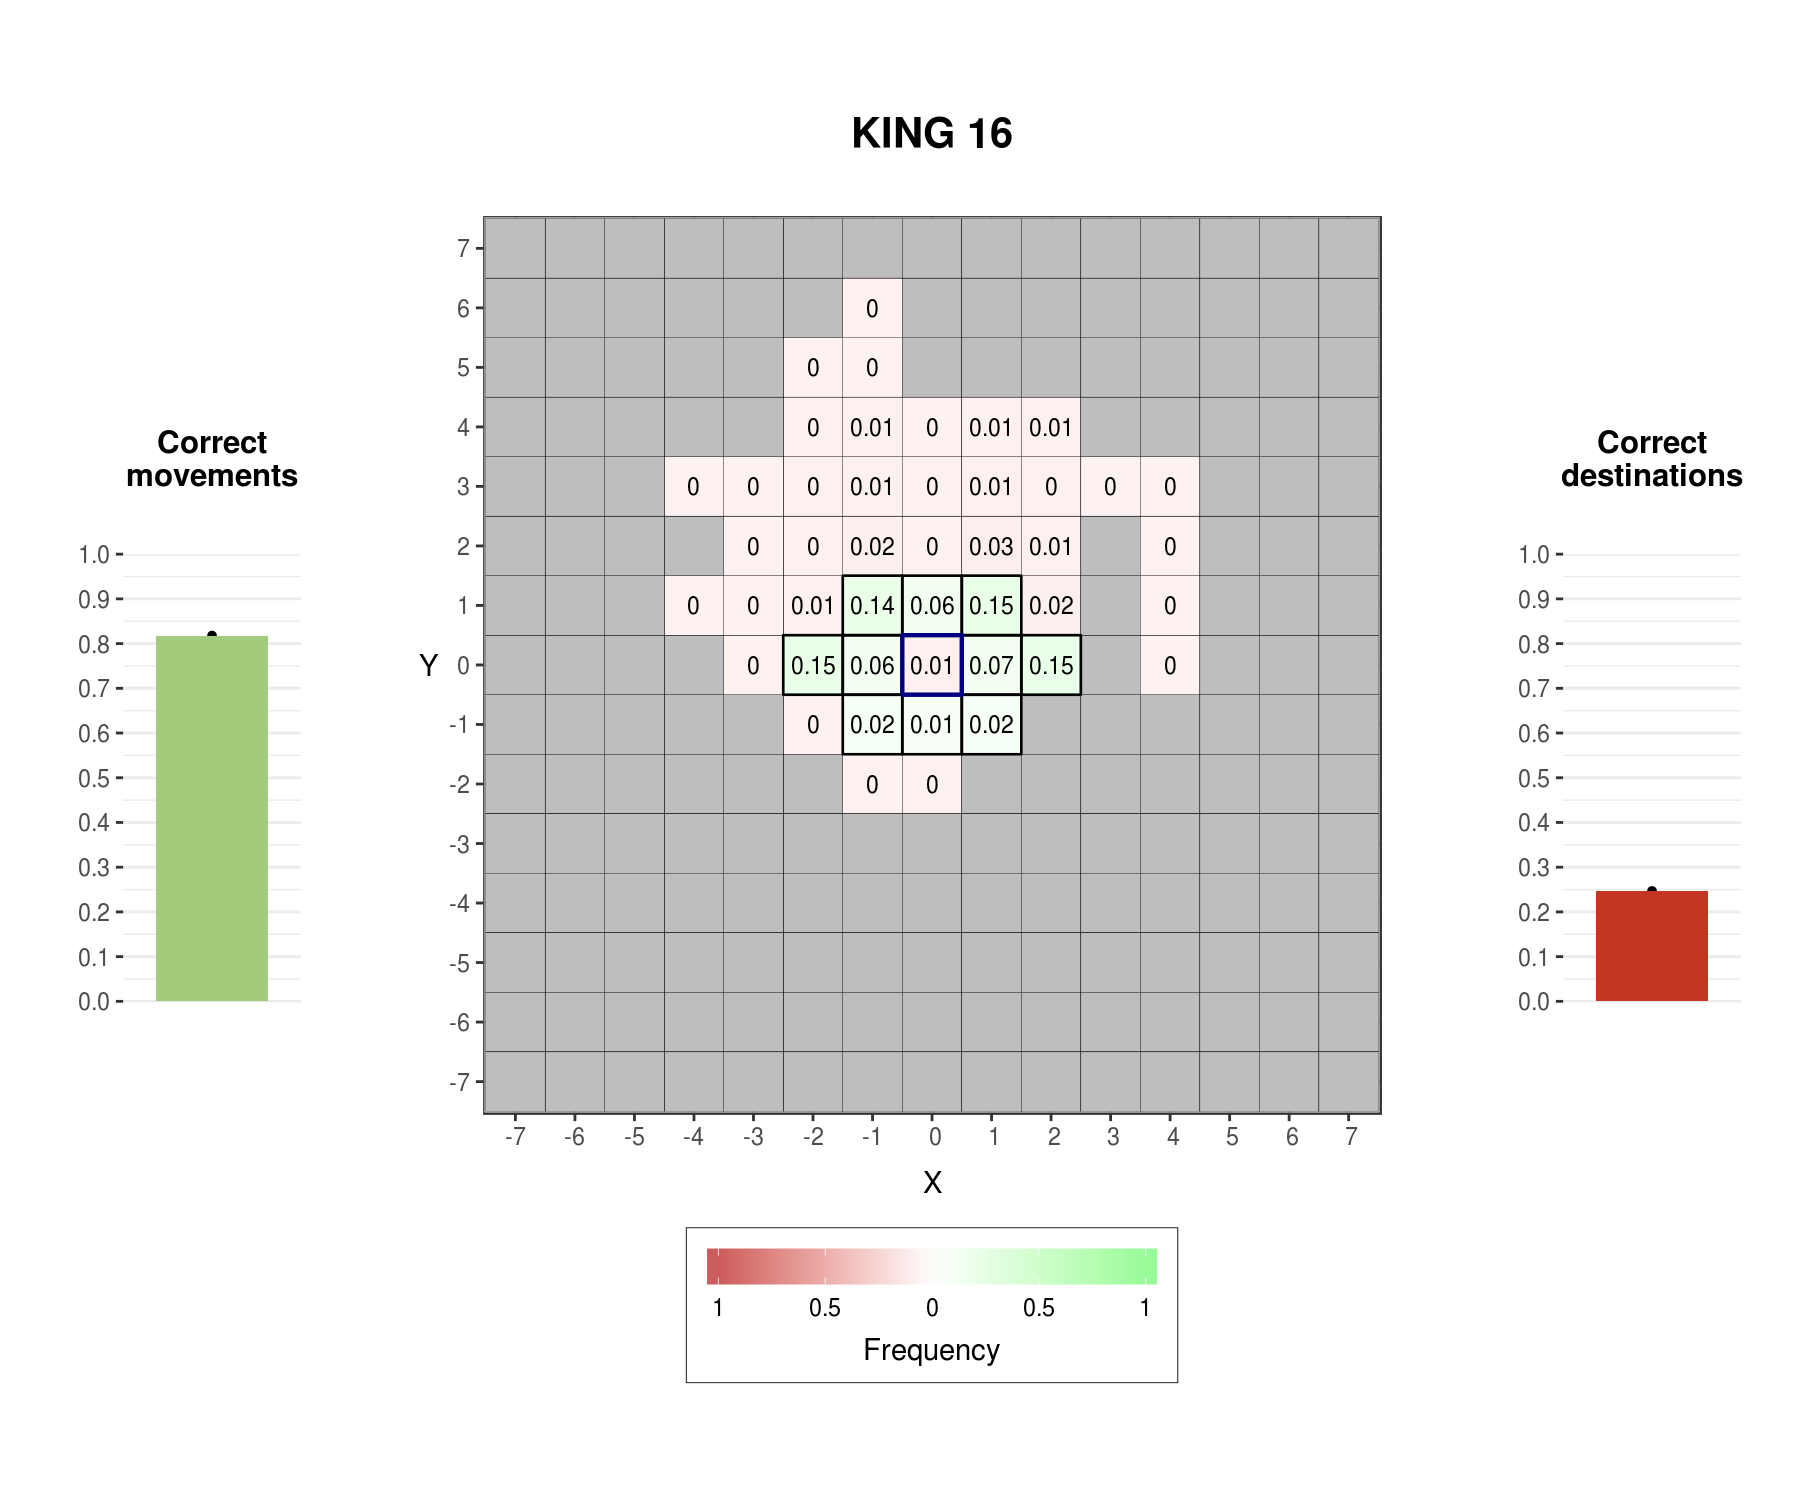 KING 16
Correct
movements
1.0
0.9
0.8
0.7
0.6
0.5
0.4
0.3
0.2
0.1
0.0
Y
7
6 0
5 0 0
4 0 0.01 0 0.01 0.01
3 0 0 0 0.01 0 0.01 0 0 0
2 0 0 0.02 0 0.03 0.01 0
1 0 0 0.01 0.14 0.06 0.15 0.02 0
0 0 0.15 0.06 0.01 0.07 0.15 0
-1 0 0.02 0.01 0.02
-2 0 0
-3
-4
-5
-6
-7
-7 -6 -5 -4 -3 -2 -1 0 1 2 3 4 5 6 7
X
1 0.5 0 0.5 1
Frequency
Correct
destinations
1.0
0.9
0.8
0.7
0.6
0.5
0.4
0.3
0.2
0.1
0.0